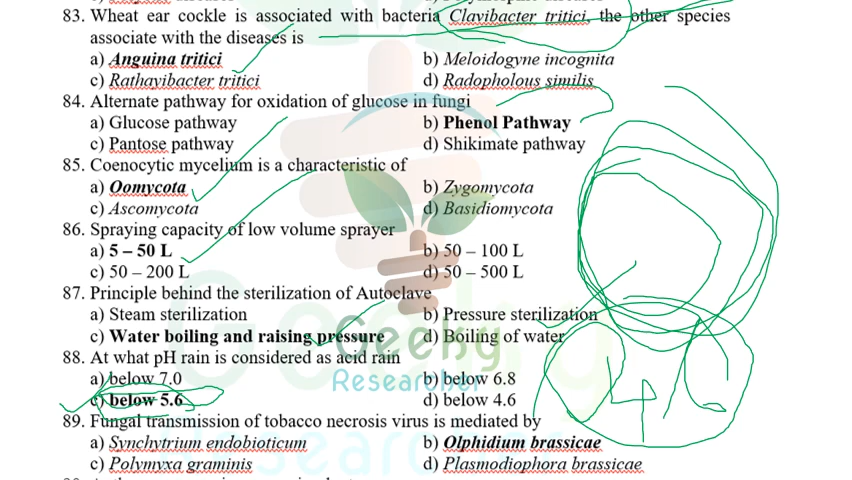 83. Wheat ear cockle is associated with bacteria Clavibacter tritici, the other species
associate with the diseases is
a) Anguina tritici b) Meloidogyne incognita
c) Rathayibacter tritici d) Radopholous similis
84. Alternate pathway for oxidation of glucose in fungi
a) Glucose pathway b) Phenol Pathway
c) Pantose pathway d) Shikimate pathway
85. Coenocytic mycelium is a characteristic of
a) Oomycota b) Zygomycota
c) Ascomycota d) Basidiomycota
86. Spraying capacity of low volume sprayer
a) 5 – 50 L b) 50 – 100 L
c) 50 – 200 L d) 50 – 500 L
87. Principle behind the sterilization of Autoclave
a) Steam sterilization b) Pressure sterilization
c) Water boiling and raising pressure d) Boiling of water
Geeky
Researcher
88. At what pH rain is considered as acid rain
a) below 7.0 b) below 6.8
c) below 5.6 d) below 4.6
89. Fungal transmission of tobacco necrosis virus is mediated by
a) Synchytrium endobioticum b) Olphidium brassicae
c) Polymyxa graminis d) Plasmodiophora brassicae